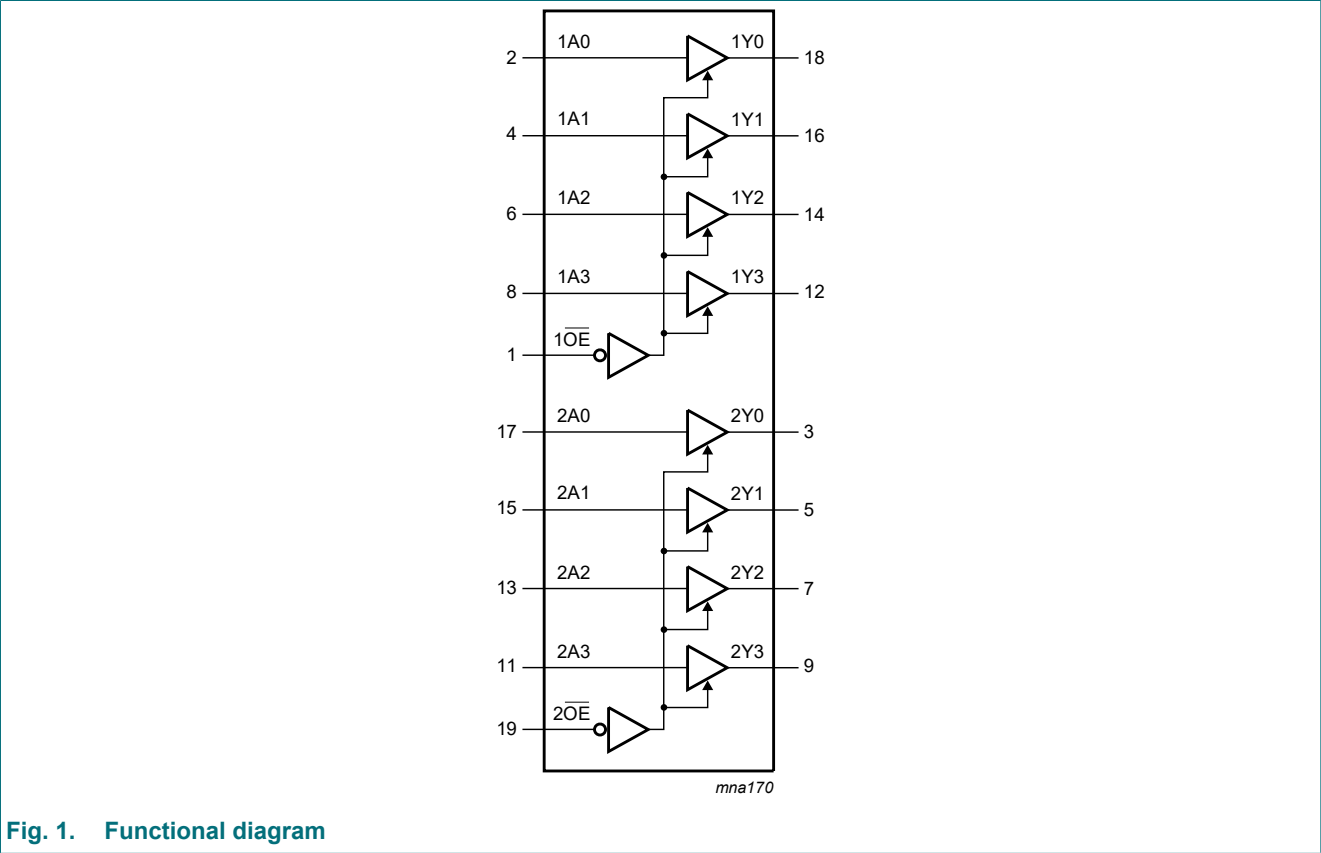 2 1A0 1Y0 18
4 1A1 1Y1 16
6 1A2 1Y2 14
8 1A3 1Y3 12
1 1O̅E̅
17 2A0 2Y0 3
15 2A1 2Y1 5
13 2A2 2Y2 7
11 2A3 2Y3 9
19 2O̅E̅
mna170
Fig. 1. Functional diagram